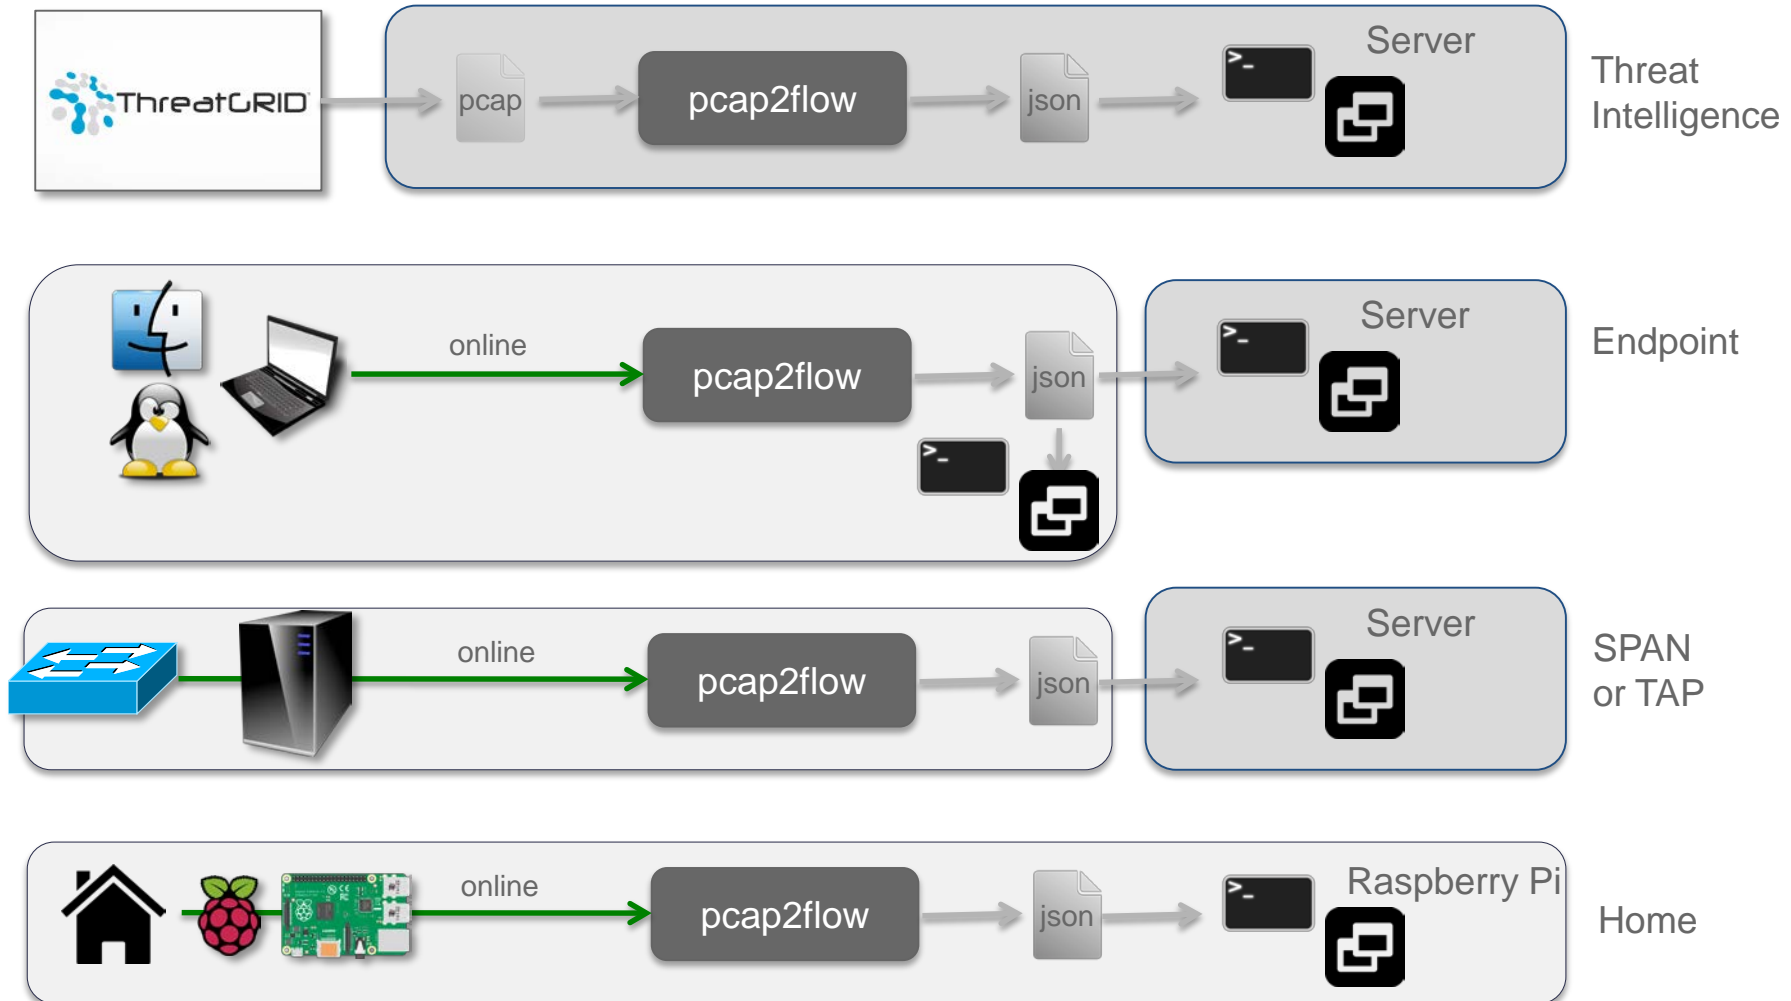 ThreatGRID
pcap
pcap2flow
json
>_
Server
Threat
Intelligence
online
pcap2flow
json
>_
>_
Server
Endpoint
online
pcap2flow
json
>_
Server
SPAN
or TAP
online
pcap2flow
json
>_
Raspberry Pi
Home